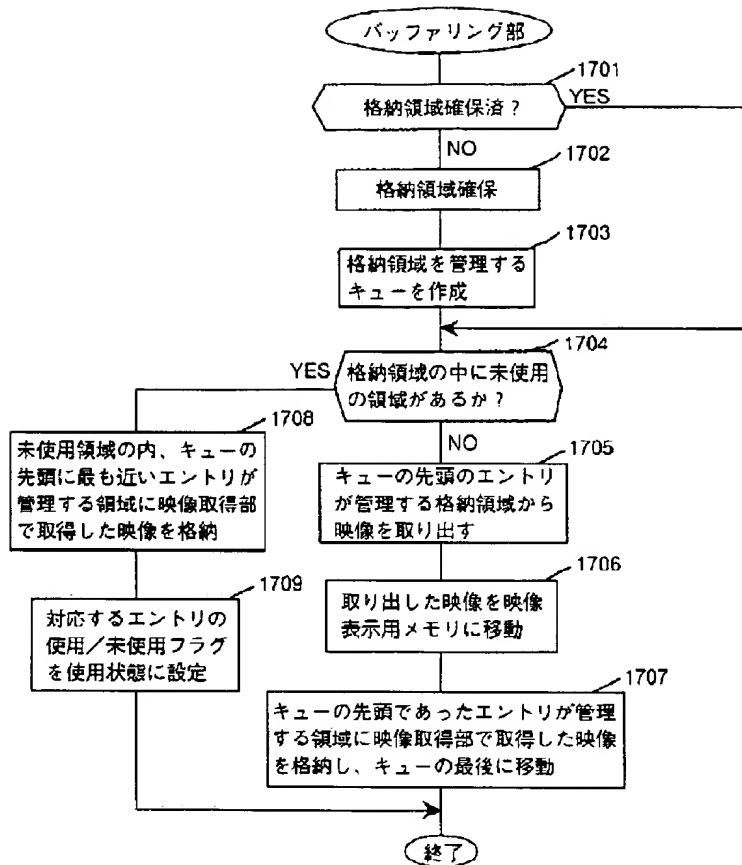 バッファリング部
1701
格納領域確保済？
YES
NO
1702
格納領域確保
1703
格納領域を管理する
キューを作成
1704
格納領域の中に未使用
の領域があるか？
YES
NO
1708
未使用領域の内、キューの
先頭に最も近いエントリが
管理する領域に映像取得部
で取得した映像を格納
1705
キューの先頭のエントリ
が管理する格納領域から
映像を取り出す
1709
対応するエントリの
使用／未使用フラグ
を使用状態に設定
1706
取り出した映像を映像
表示用メモリに移動
1707
キューの先頭であったエントリが管理
する領域に映像取得部で取得した映像
を格納し、キューの最後に移動
終了